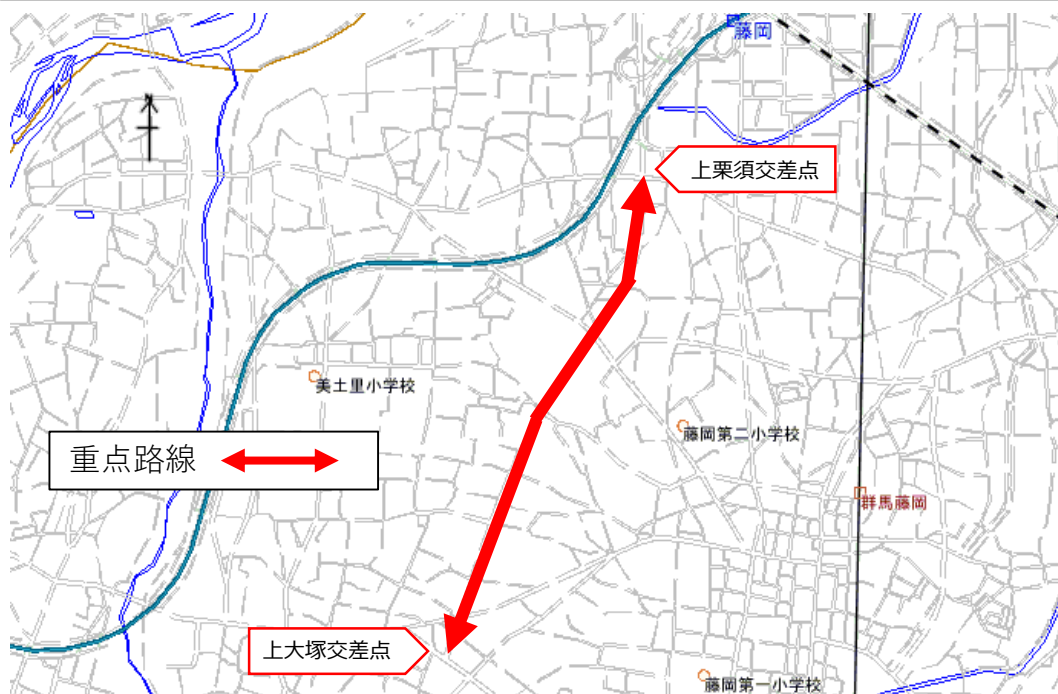 藤岡
上栗須交差点
美土里小学校
藤岡第二小学校
重点路線
群馬藤岡
上大塚交差点
藤岡第一小学校